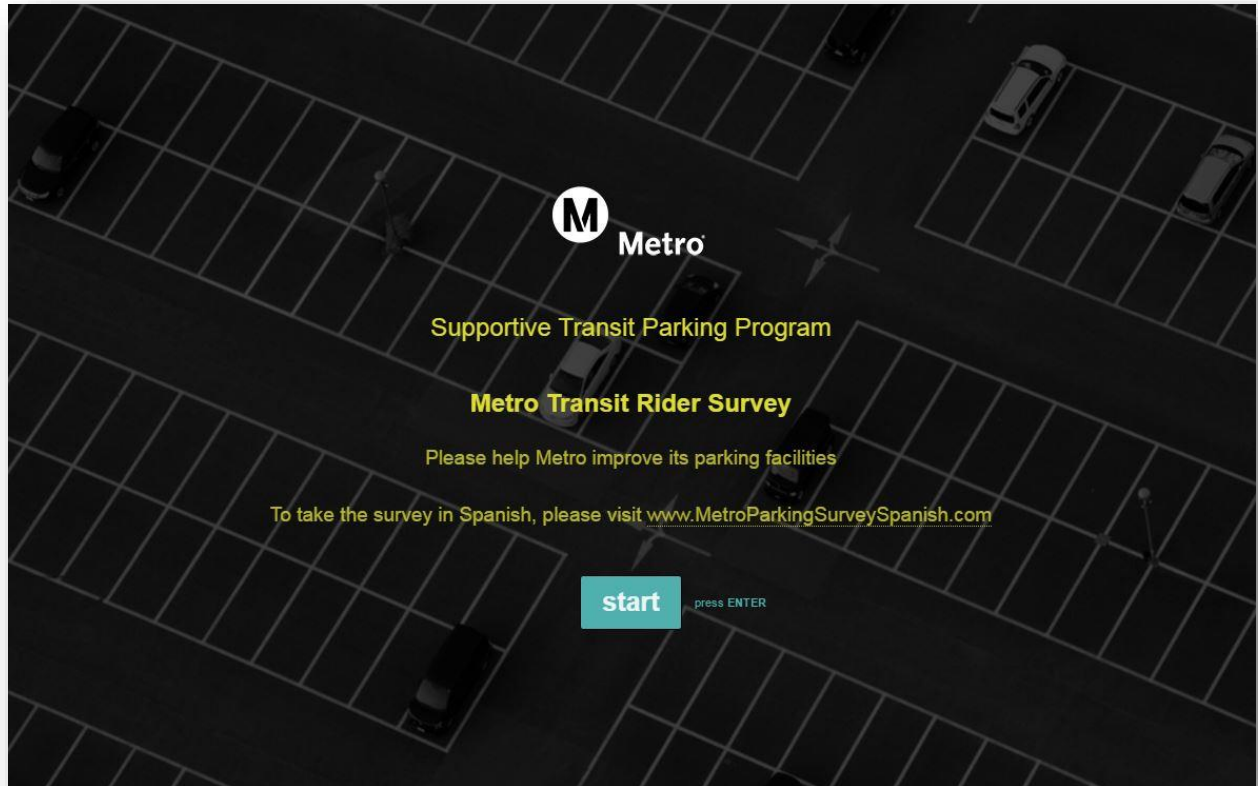 M
Metro
Supportive Transit Parking Program
Metro Transit Rider Survey
Please help Metro improve its parking facilities
To take the survey in Spanish, please visit www.MetroParkingSurveySpanish.com
start press ENTER